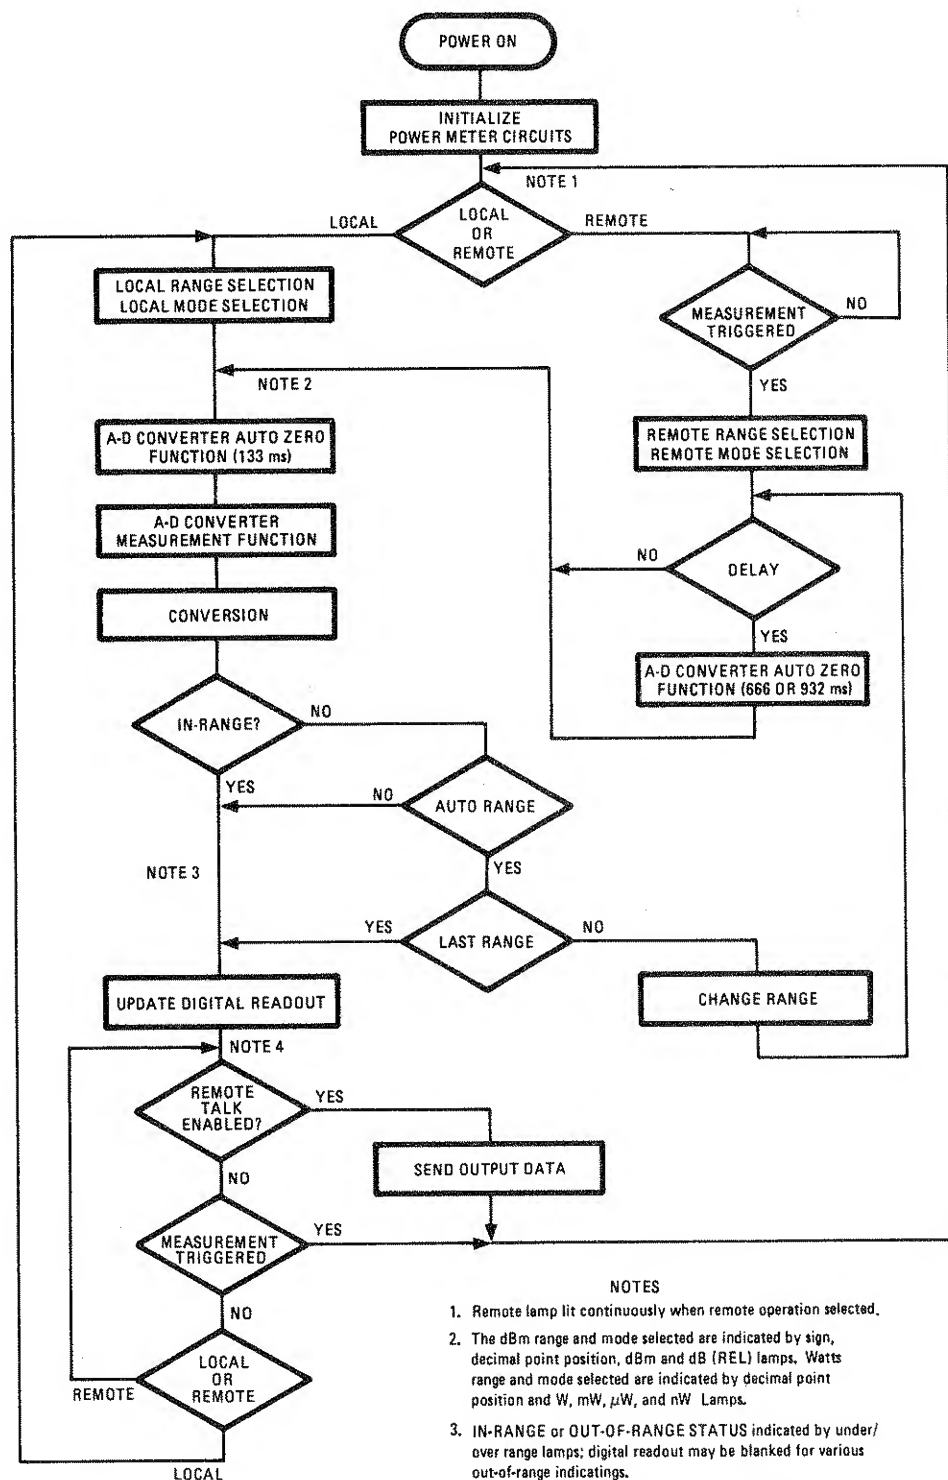 POWER ON
INITIALIZE
POWER METER CIRCUITS
NOTE 1
LOCAL
LOCAL
OR
REMOTE
REMOTE
LOCAL RANGE SELECTION
LOCAL MODE SELECTION
MEASUREMENT
TRIGGERED
NO
YES
NOTE 2
A-D CONVERTER AUTO ZERO
FUNCTION (133 ms)
REMOTE RANGE SELECTION
REMOTE MODE SELECTION
A-D CONVERTER
MEASUREMENT FUNCTION
NO
DELAY
YES
CONVERSION
A-D CONVERTER AUTO ZERO
FUNCTION (666 OR 932 ms)
IN-RANGE?
NO
YES
NO
AUTO RANGE
YES
NOTE 3
YES
LAST RANGE
NO
UPDATE DIGITAL READOUT
CHANGE RANGE
NOTE 4
REMOTE
TALK
ENABLED?
YES
NO
SEND OUTPUT DATA
MEASUREMENT
TRIGGERED
YES
NO
LOCAL
OR
REMOTE
REMOTE
LOCAL
NOTES
1. Remote lamp lit continuously when remote operation selected.
2. The dBm range and mode selected are indicated by sign,
decimal point position, dBm and dB (REL) lamps. Watts
range and mode selected are indicated by decimal point
position and W, mW, μW, and nW Lamps.
3. IN-RANGE or OUT-OF-RANGE STATUS indicated by under/
over range lamps; digital readout may be blanked for various
out-of-range indicatings.